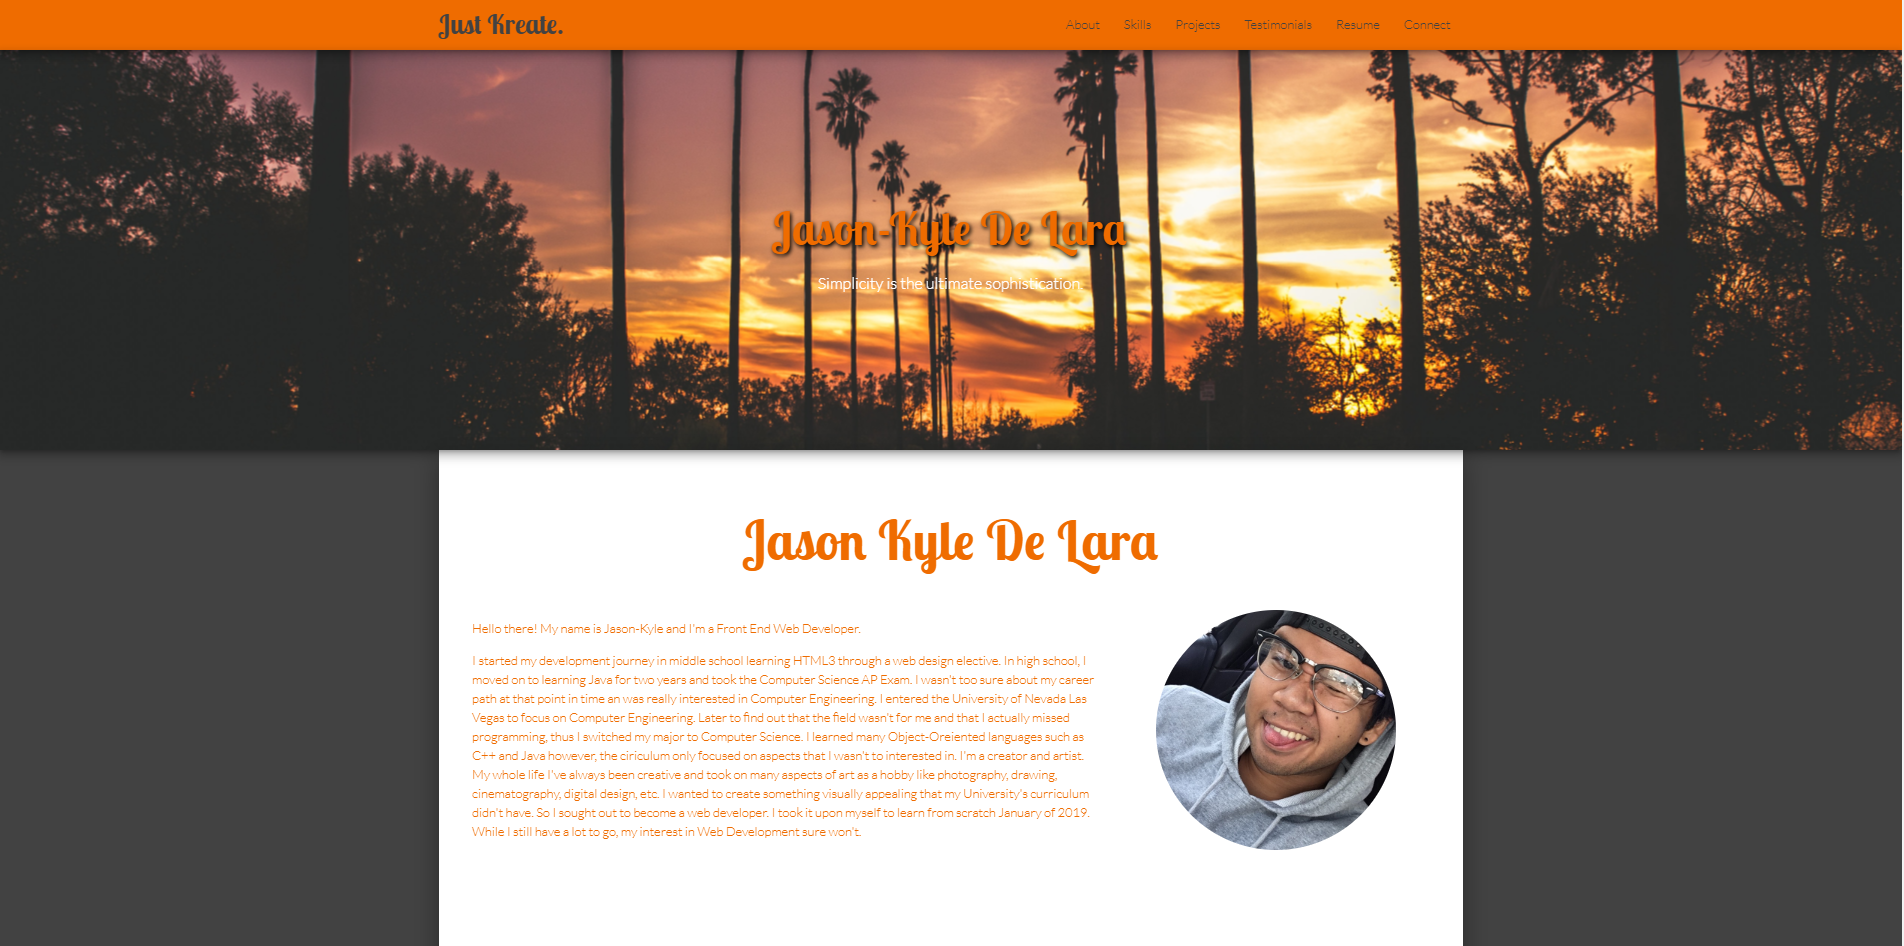 Just Kreate.
About Skills Projects Testimonials Resume Connect
Jason-Kyle De Lara
Simplicity is the ultimate sophistication.
Jason Kyle De Lara
Hello there! My name is Jason-Kyle and I'm a Front End Web Developer.
I started my development journey in middle school learning HTML3 through a web design elective. In high school, I
moved on to learning Java for two years and took the Computer Science AP Exam. I wasn't too sure about my career
path at that point in time an was really interested in Computer Engineering. I entered the University of Nevada Las
Vegas to focus on Computer Engineering. Later to find out that the field wasn't for me and that I actually missed
programming, thus I switched my major to Computer Science. I learned many Object-Oreiented languages such as
C++ and Java however, the ciriculum only focused on aspects that I wasn't to interested in. I'm a creator and artist.
My whole life I've always been creative and took on many aspects of art as a hobby like photography, drawing,
cinematography, digital design, etc. I wanted to create something visually appealing that my University's curriculum
didn't have. So I sought out to become a web developer. I took it upon myself to learn from scratch January of 2019.
While I still have a lot to go, my interest in Web Development sure won't.